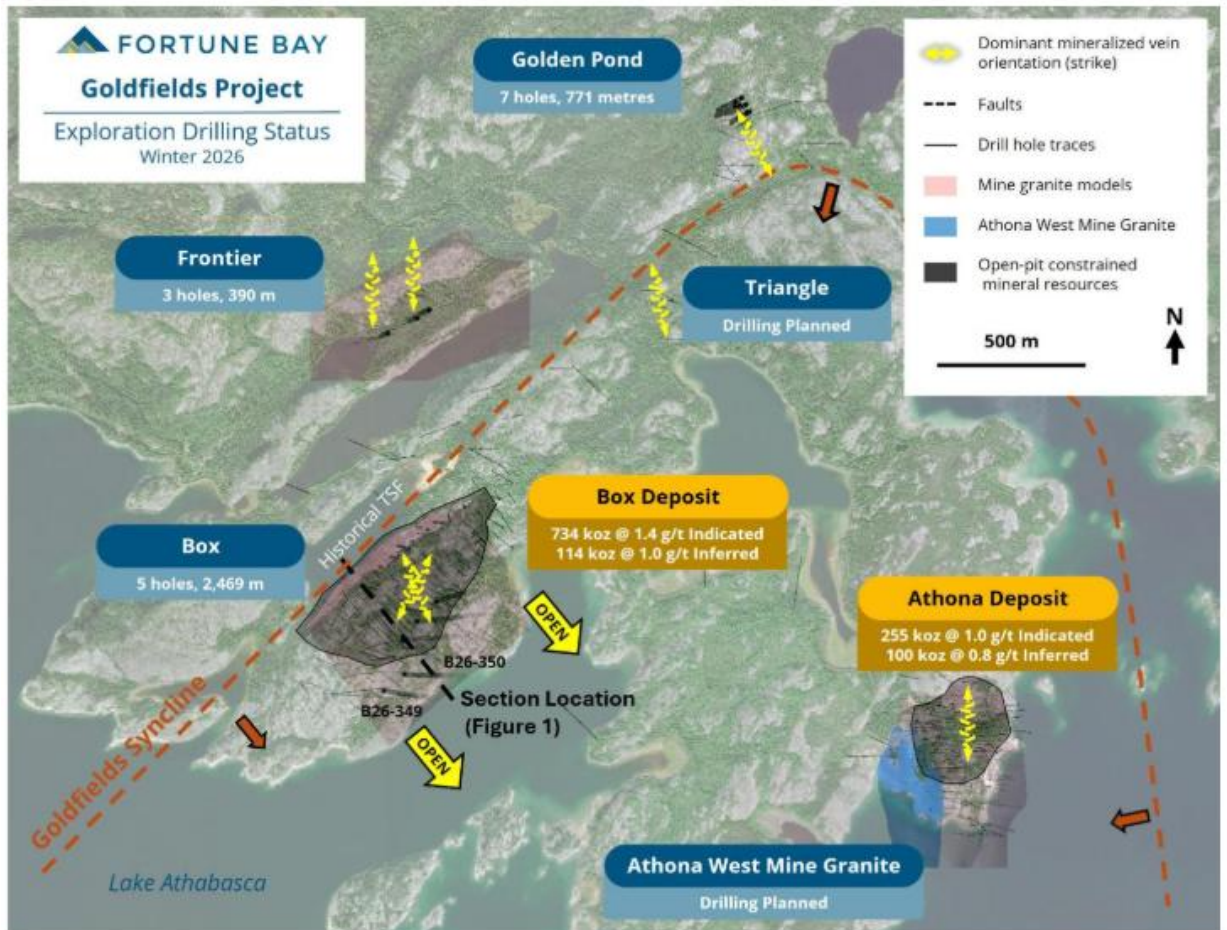 FORTUNE BAY
Goldfields Project
Exploration Drilling Status
Winter 2026
Golden Pond
7 holes, 771 metres
Dominant mineralized vein
orientation (strike)
Faults
Drill hole traces
Mine granite models
Athona West Mine Granite
Open-pit constrained
mineral resources
500 m
N
Frontier
3 holes, 390 m
Triangle
Drilling Planned
Historical TSF
Box Deposit
734 koz @ 1.4 g/t Indicated
114 koz @ 1.0 g/t Inferred
Box
5 holes, 2,469 m
Athona Deposit
255 koz @ 1.0 g/t Indicated
100 koz @ 0.8 g/t Inferred
OPEN
B26-350
Section Location
(Figure 1)
B26-349
OPEN
Goldfields Syncline
Athona West Mine Granite
Drilling Planned
Lake Athabasca